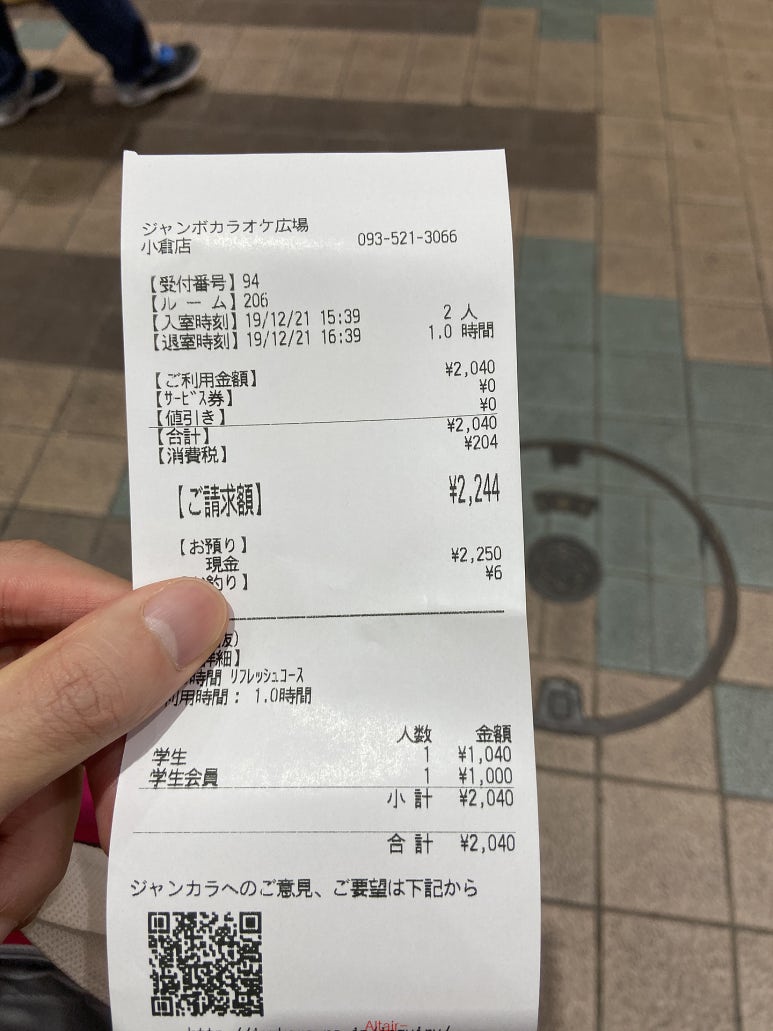 ジャンボカラオケ広場
小倉店 093-521-3066
【受付番号】94
【ル ー ム】206
【入室時刻】19/12/21 15:39 2 人
【退室時刻】19/12/21 16:39 1.0 時間
【ご利用金額】 ¥2,040
【ｻｰﾋﾞｽ券】 ¥0
【値引き】 ¥0
【合計】 ¥2,040
【消費税】 ¥204
【ご請求額】 ¥2,244
【お預り】
現金 ¥2,250
釣り】 ¥6
細】
時間 ﾘﾌﾚｯｼｭｺｰｽ
利用時間: 1.0時間
人数 金額
学生 1 ¥1,040
学生会員 1 ¥1,000
小 計 ¥2,040
合 計 ¥2,040
ジャンカラへのご意見、ご要望は下記から
Altair~